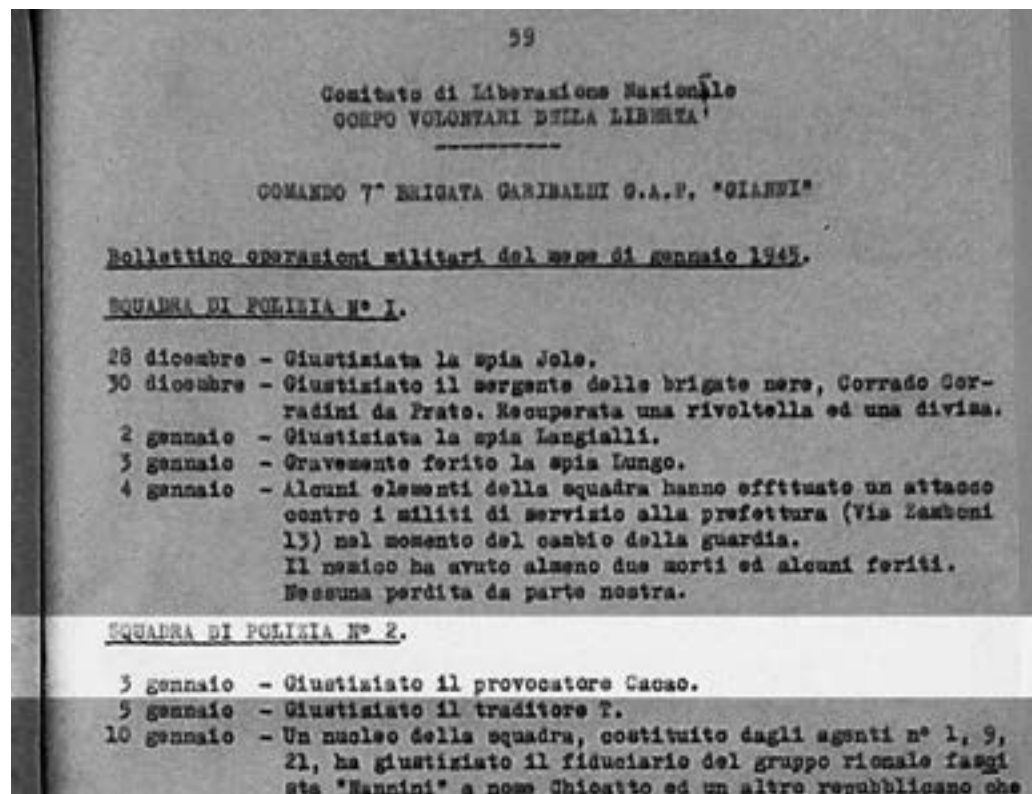 59
Comitato di Liberazione Nazionale
CORPO VOLONTARI DELLA LIBERTA'
COMANDO 7^ BRIGATA GARIBALDI G.A.P. "GIANNI"
Bollettino operazioni militari del mese di gennaio 1945.
SQUADRA DI POLIZIA N° I.
28 dicembre - Giustiziata la spia Jole.
30 dicembre - Giustiziato il sergente delle brigate nere, Corrado Cor-
radini da Prato. Recuperata una rivoltella ed una divisa.
2 gennaio - Giustiziata la spia Langialli.
3 gennaio - Gravemente ferito la spia Lungo.
4 gennaio - Alcuni elementi della squadra hanno effttuato un attacco
contro i militi di servizio alla prefettura (Via Zamboni
13) nel momento del cambio della guardia.
Il nemico ha avuto almeno due morti ed alcuni feriti.
Nessuna perdita da parte nostra.
SQUADRA DI POLIZIA N° 2.
3 gennaio - Giustiziato il provocatore Cacao.
5 gennaio - Giustiziato il traditore T.
10 gennaio - Un nucleo della squadra, costituito dagli agenti n° 1, 9,
21, ha giustiziato il fiduciario del gruppo rionale fasci
sta "Nannini" a nome Chioatto ed un altro repubblicano che